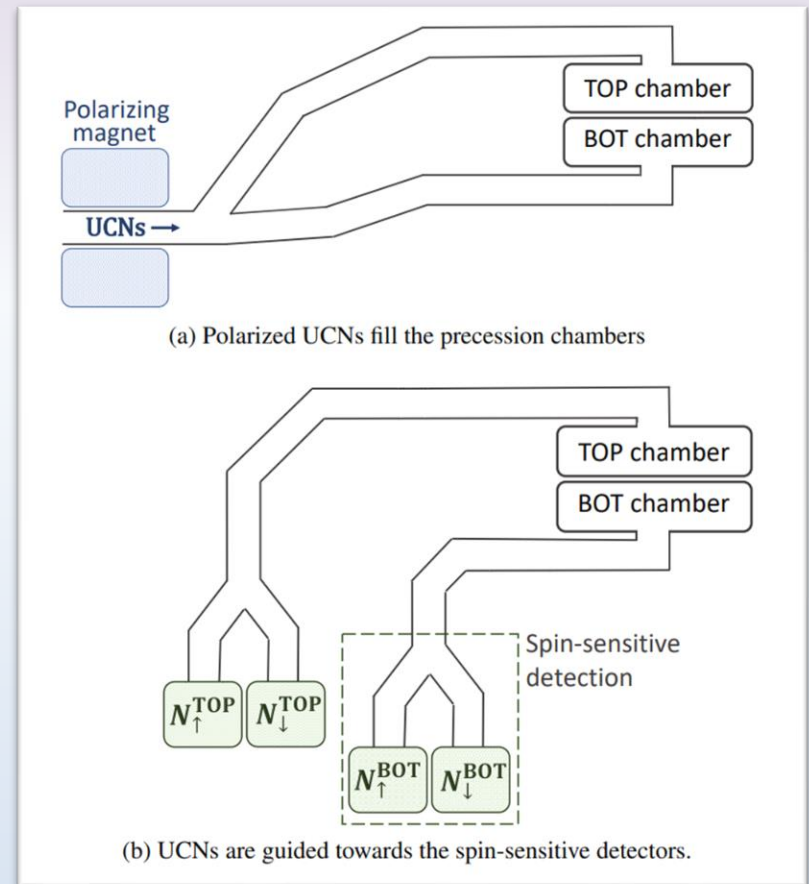 Polarizing
magnet
UCNs→
TOP chamber
BOT chamber
(a) Polarized UCNs fill the precession chambers
TOP chamber
BOT chamber
Spin-sensitive
detection
N↑^TOP N↓^TOP
N↑^BOT N↓^BOT
(b) UCNs are guided towards the spin-sensitive detectors.